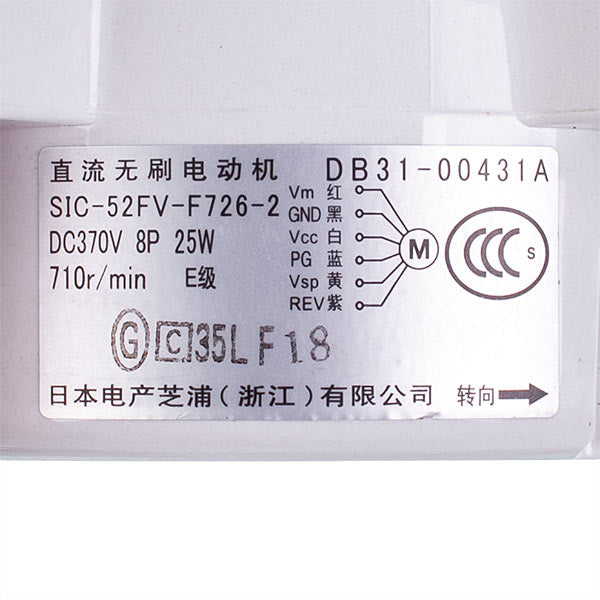 直流无刷电动机 DB31-00431A
SIC-52FV-F726-2
DC370V 8P 25W
710r/min E级
Vm 红
GND 黑
Vcc 白
PG 蓝
Vsp 黄
REV 紫
M
CCC S
G C 35L F18
日本电产芝浦(浙江)有限公司 转向